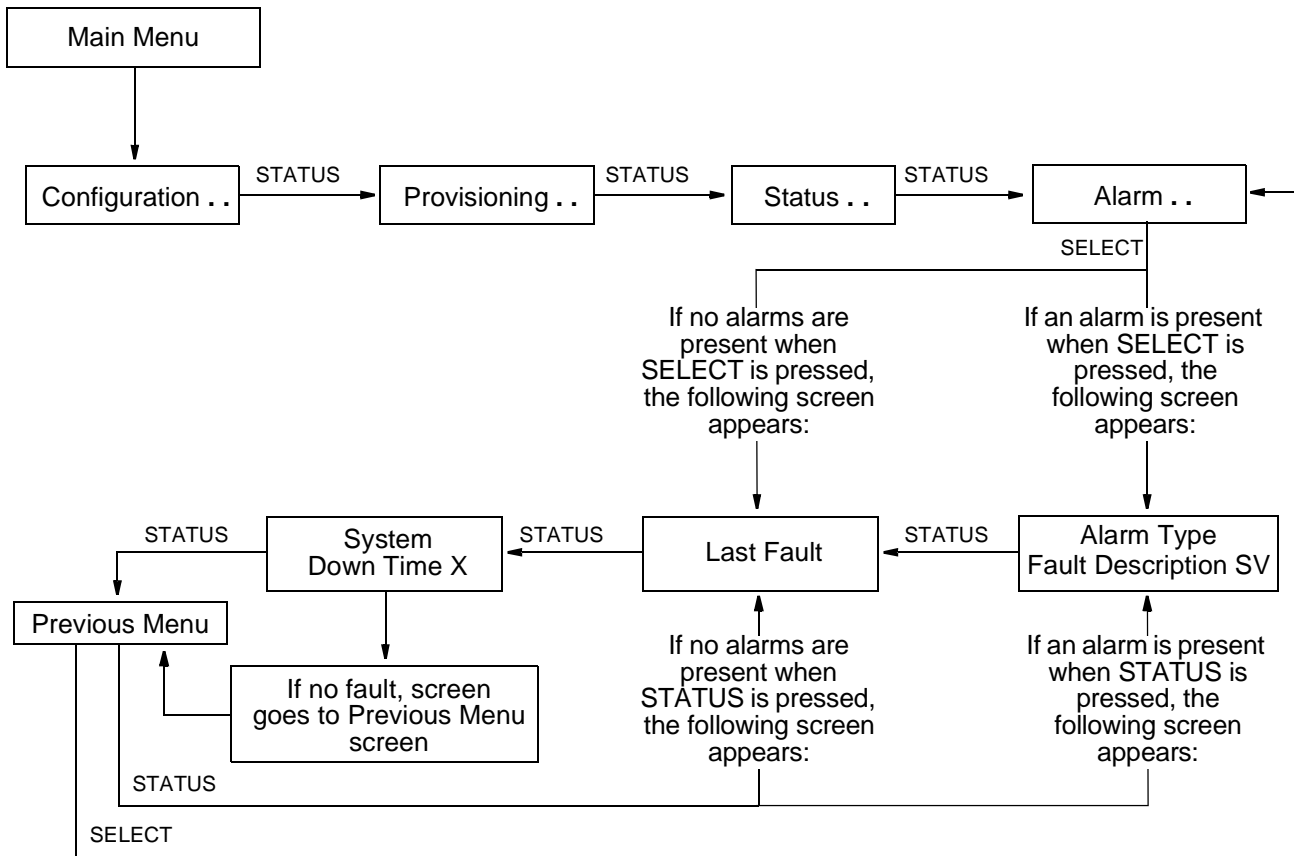 Main Menu
Configuration . .
STATUS
Provisioning . .
STATUS
Status . .
STATUS
Alarm . .
SELECT
If no alarms are
present when
SELECT is pressed,
the following screen
appears:
If an alarm is present
when SELECT is
pressed, the
following screen
appears:
STATUS
System
Down Time X
STATUS
Last Fault
STATUS
Alarm Type
Fault Description SV
Previous Menu
If no fault, screen
goes to Previous Menu
screen
If no alarms are
present when
STATUS is pressed,
the following screen
appears:
If an alarm is present
when STATUS is
pressed, the
following screen
appears:
STATUS
SELECT